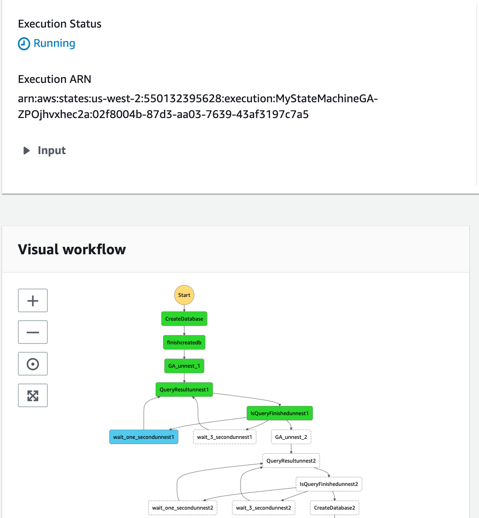 Execution Status
Running
Execution ARN
arn:aws:states:us-west-2:550132395628:execution:MyStateMachineGA-
ZPOjhvxhec2a:02f8004b-87d3-aa03-7639-43af3197c7a5
Input
Visual workflow
Start
CreateDatabase
finishcreatedb
GA_unnest_1
QueryResultunnest1
IsQueryFinishedunnest1
wait_one_secondunnest1
wait_3_secondunnest1
GA_unnest_2
QueryResultunnest2
IsQueryFinishedunnest2
wait_one_secondunnest2
wait_3_secondunnest2
CreateDatabase2